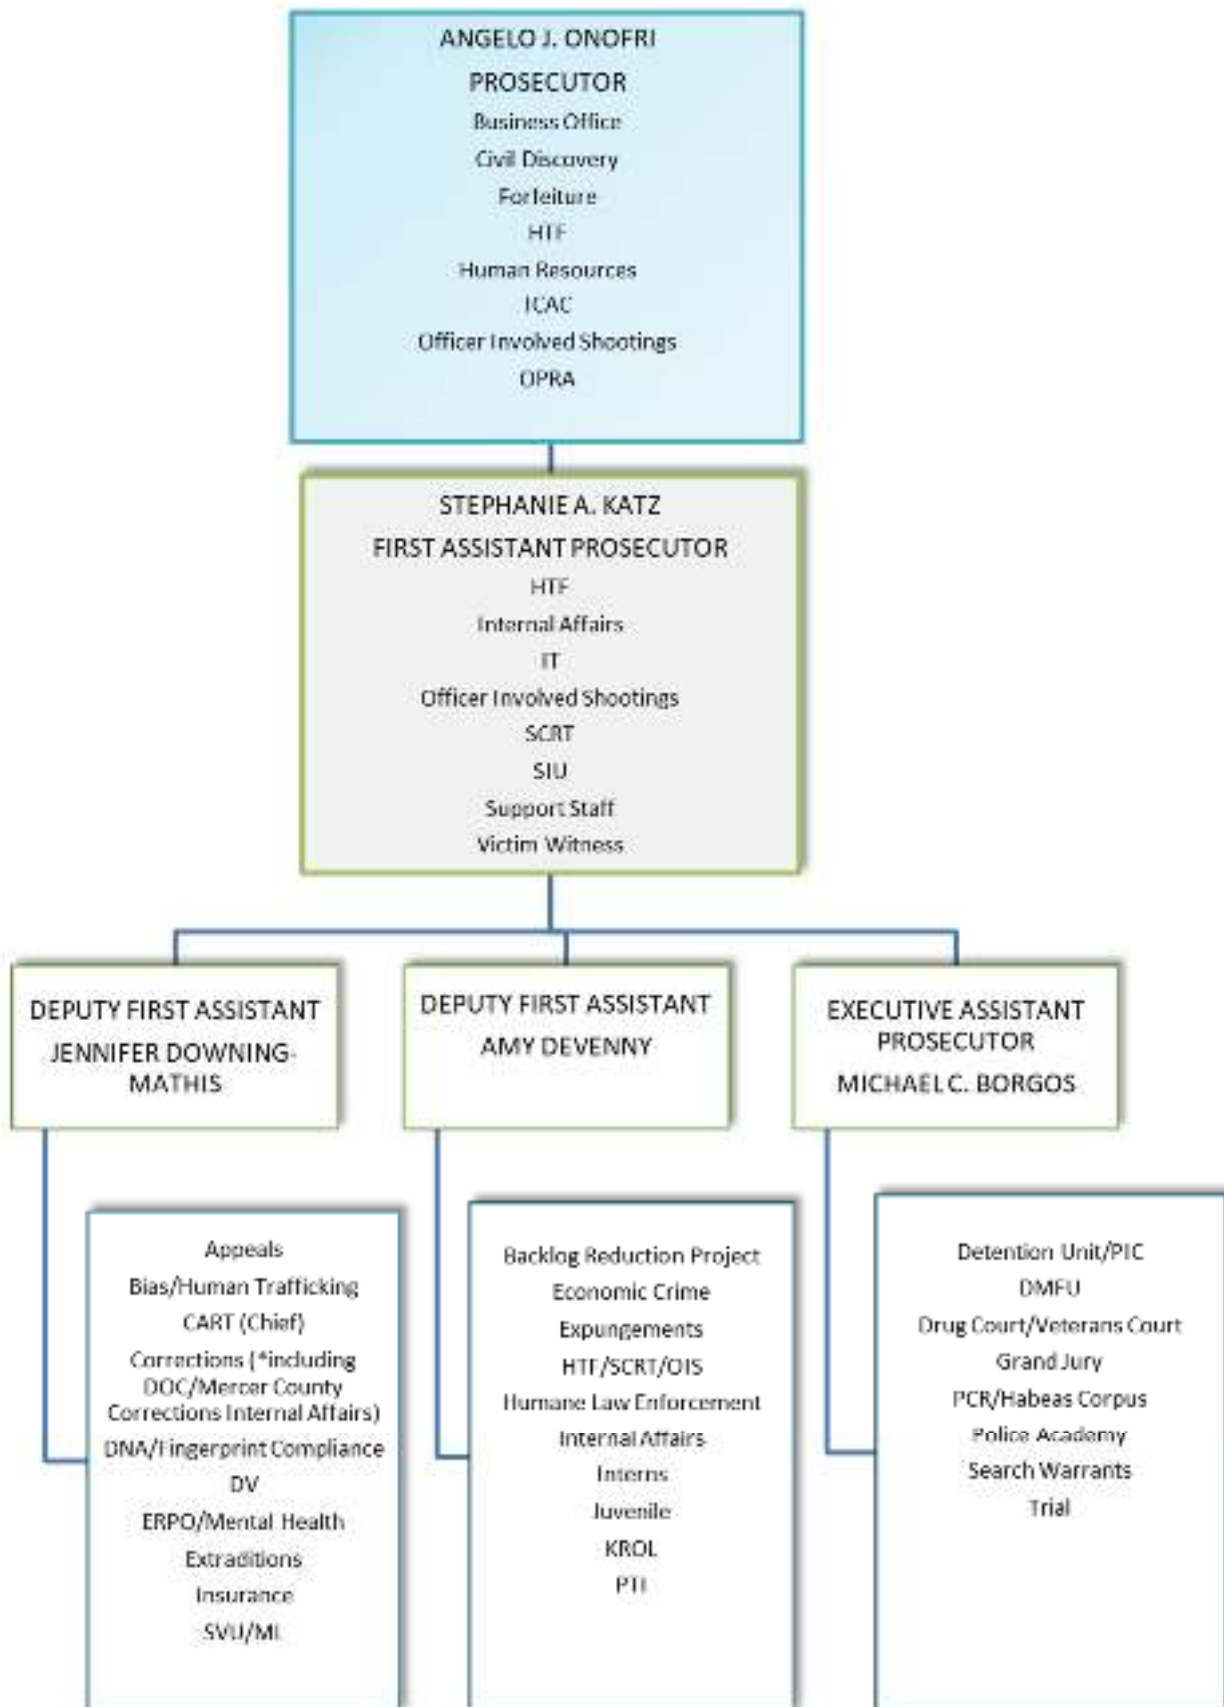 ANGELO J. ONOFRI
PROSECUTOR
Business Office
Civil Discovery
Forfeiture
HTF
Human Resources
ICAC
Officer Involved Shootings
OPRA
STEPHANIE A. KATZ
FIRST ASSISTANT PROSECUTOR
HTF
Internal Affairs
IT
Officer Involved Shootings
SCRT
SIU
Support Staff
Victim Witness
DEPUTY FIRST ASSISTANT
JENNIFER DOWNING-
MATHIS
DEPUTY FIRST ASSISTANT
AMY DEVENNY
EXECUTIVE ASSISTANT
PROSECUTOR
MICHAEL C. BORGOS
Appeals
Bias/Human Trafficking
CART (Chief)
Corrections (*including
DOC/Mercer County
Corrections Internal Affairs)
DNA/Fingerprint Compliance
DV
ERPO/Mental Health
Extraditions
Insurance
SVU/ML
Backlog Reduction Project
Economic Crime
Expungements
HTF/SCRT/OIS
Humane Law Enforcement
Internal Affairs
Interns
Juvenile
KROL
PTI
Detention Unit/PIC
DMFU
Drug Court/Veterans Court
Grand Jury
PCR/Habeas Corpus
Police Academy
Search Warrants
Trial